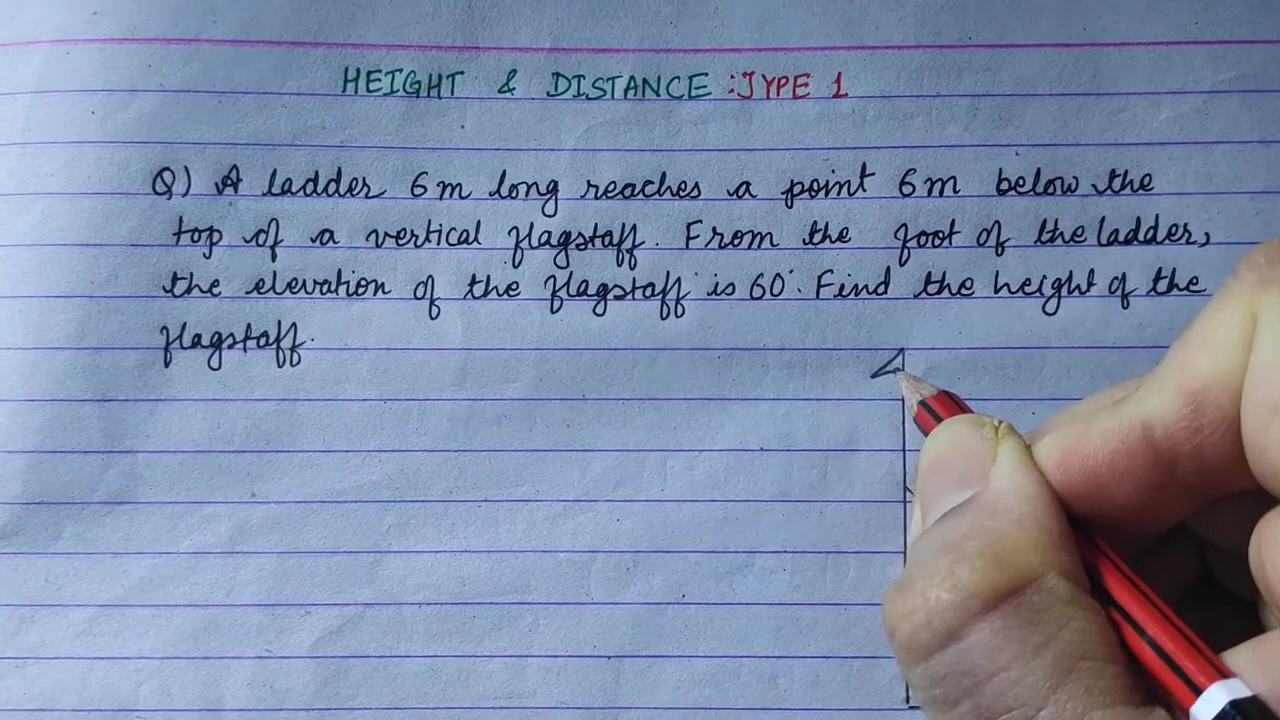 HEIGHT & DISTANCE :TYPE 1
Q) A ladder 6m long reaches a point 6m below the
top of a vertical flagstaff. From the foot of the ladder,
the elevation of the flagstaff is 60°. Find the height of the
flagstaff.